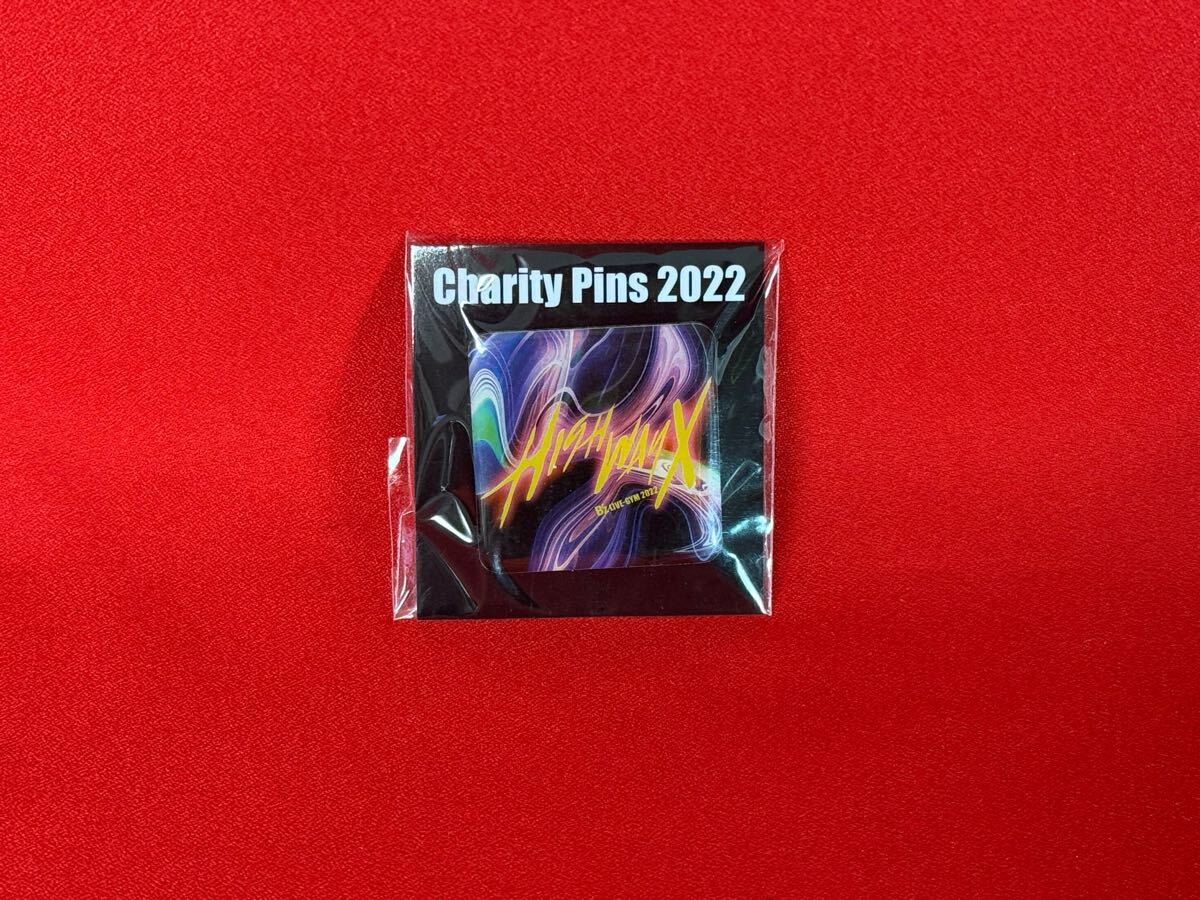 Charity Pins 2022
HIGHWAY X
B'z LIVE-GYM 2022